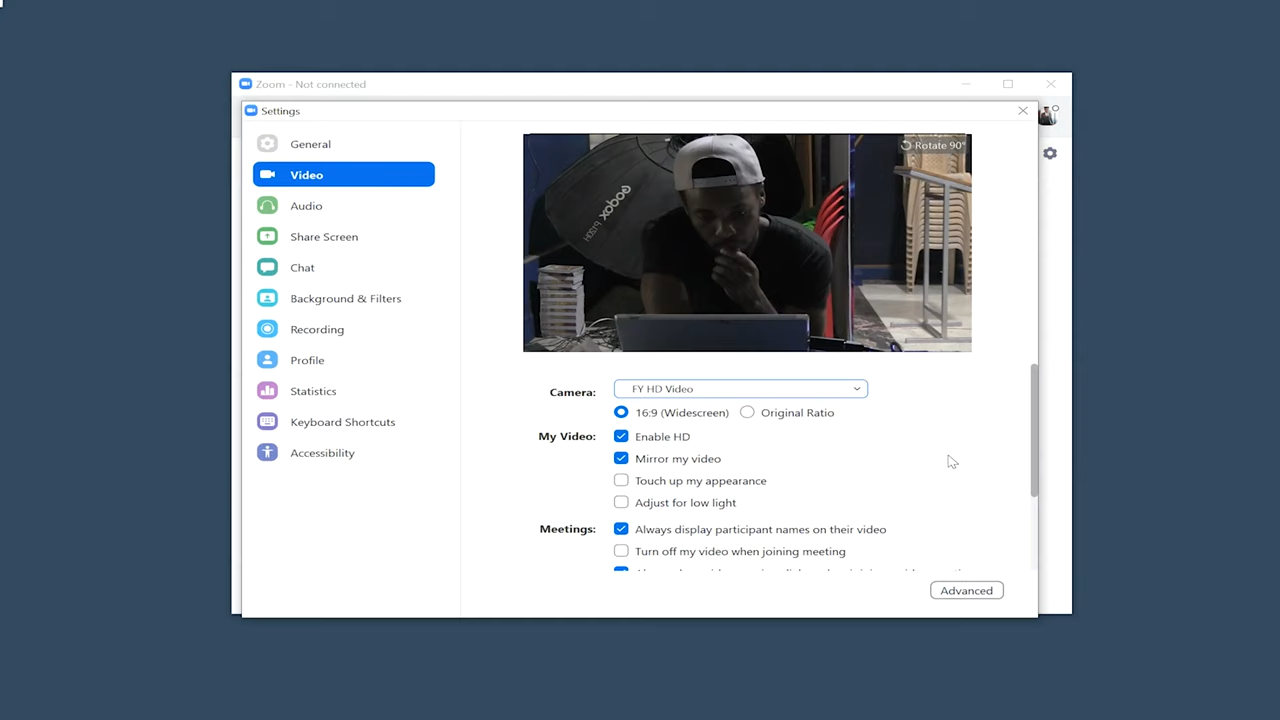 Zoom - Not connected
Settings
General
Video
Audio
Share Screen
Chat
Background & Filters
Recording
Profile
Statistics
Keyboard Shortcuts
Accessibility
Rotate 90°
Godox
P120H
Camera: FY HD Video
16:9 (Widescreen) Original Ratio
My Video: Enable HD
Mirror my video
Touch up my appearance
Adjust for low light
Meetings: Always display participant names on their video
Turn off my video when joining meeting
Advanced